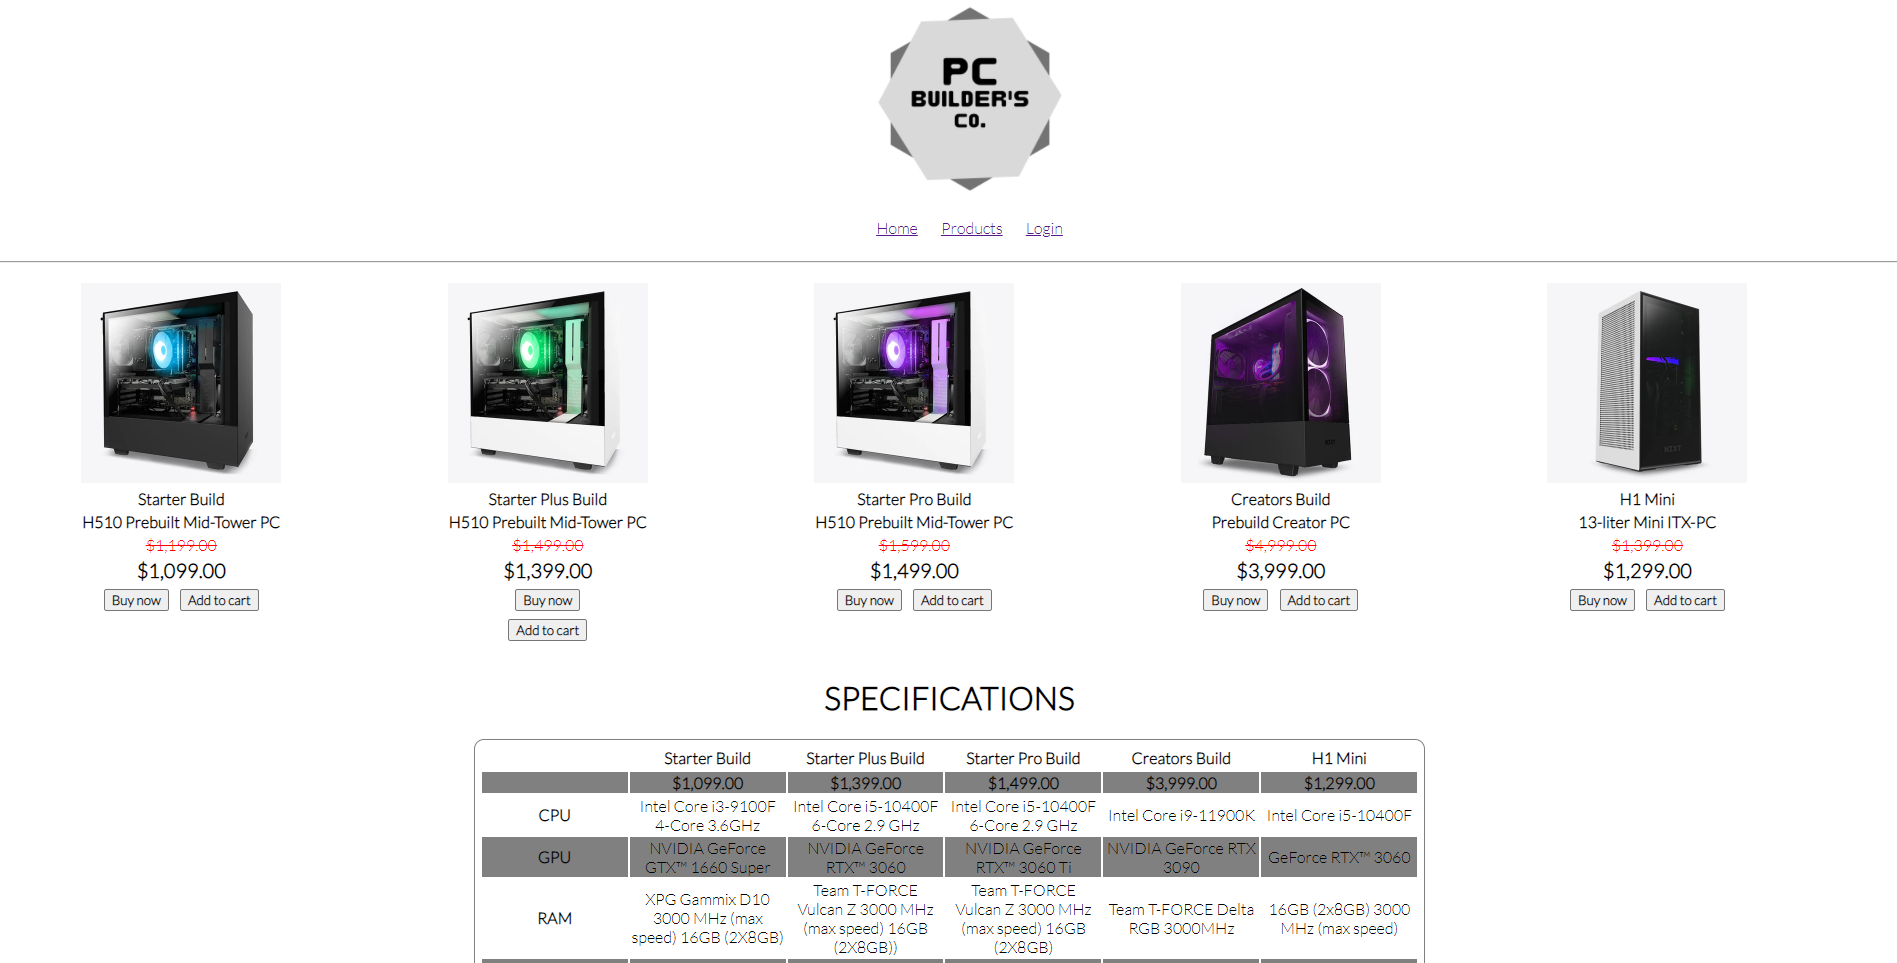 PC
BUILDER'S
CO.
Home Products Login
Starter Build
H510 Prebuilt Mid-Tower PC
$1,199.00
$1,099.00
Buy now Add to cart
Starter Plus Build
H510 Prebuilt Mid-Tower PC
$1,499.00
$1,399.00
Buy now
Add to cart
Starter Pro Build
H510 Prebuilt Mid-Tower PC
$1,599.00
$1,499.00
Buy now Add to cart
NZXT
Creators Build
Prebuild Creator PC
$4,999.00
$3,999.00
Buy now Add to cart
NZXT
H1 Mini
13-liter Mini ITX-PC
$1,399.00
$1,299.00
Buy now Add to cart
SPECIFICATIONS
Starter Build Starter Plus Build Starter Pro Build Creators Build H1 Mini
$1,099.00 $1,399.00 $1,499.00 $3,999.00 $1,299.00
CPU
Intel Core i3-9100F
4-Core 3.6GHz
Intel Core i5-10400F
6-Core 2.9 GHz
Intel Core i5-10400F
6-Core 2.9 GHz
Intel Core i9-11900K
Intel Core i5-10400F
GPU
NVIDIA GeForce
GTX™ 1660 Super
NVIDIA GeForce
RTX™ 3060
NVIDIA GeForce
RTX™ 3060 Ti
NVIDIA GeForce RTX
3090
GeForce RTX™ 3060
RAM
XPG Gammix D10
3000 MHz (max
speed) 16GB (2X8GB)
Team T-FORCE
Vulcan Z 3000 MHz
(max speed) 16GB
(2X8GB))
Team T-FORCE
Vulcan Z 3000 MHz
(max speed) 16GB
(2X8GB)
Team T-FORCE Delta
RGB 3000MHz
16GB (2x8GB) 3000
MHz (max speed)